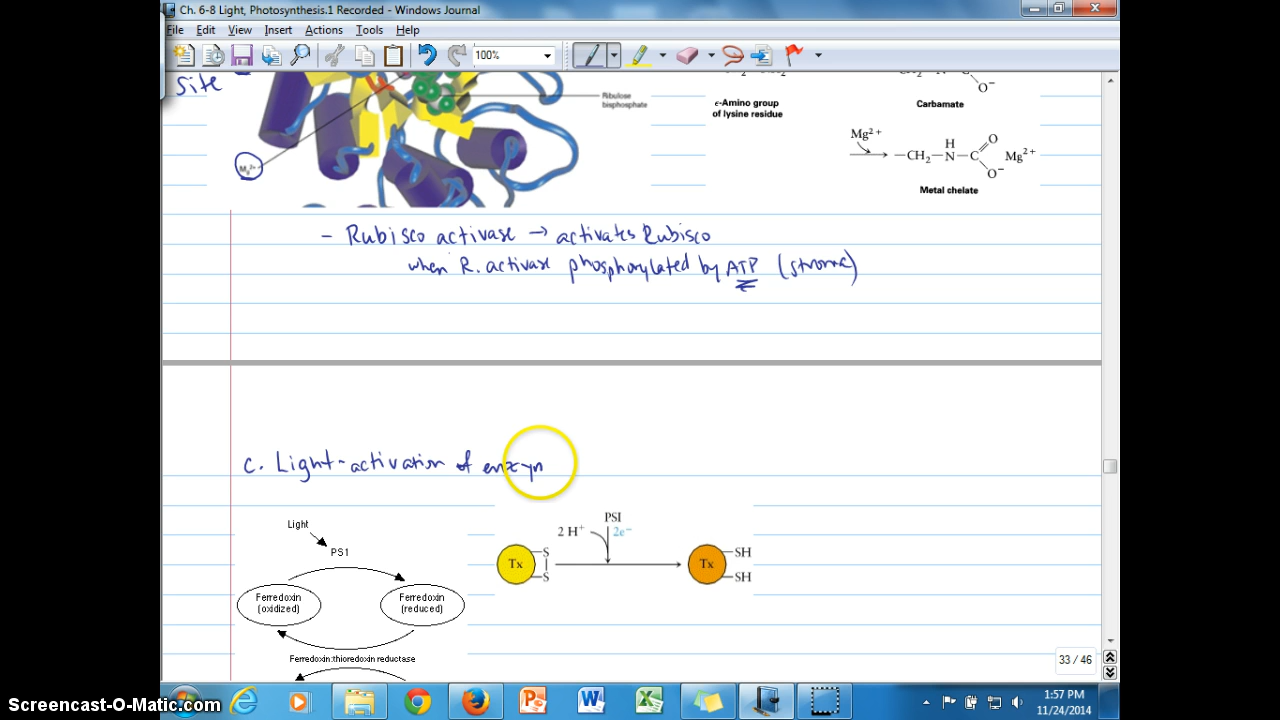 Ch. 6-8 Light, Photosynthesis.1 Recorded - Windows Journal
File Edit View Insert Actions Tools Help
100%
site
Ribulose
bisphosphate
Mg2+
ε-Amino group
of lysine residue
O−
Carbamate
Mg2+
—CH2—N—C
H
O
O−
Mg2+
Metal chelate
- Rubisco activase → activates Rubisco
when R. activase phosphorylated by ATP (stroma)
c. Light-activation of enzym
Light
PS1
Ferredoxin
(oxidized)
Ferredoxin
(reduced)
Ferredoxin:thioredoxin reductase
PSI
2 H+ 2e−
Tx
S
S
Tx
SH
SH
33 / 46
1:57 PM
11/24/2014
Screencast-O-Matic.com